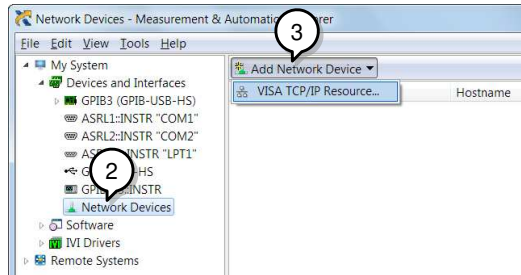 Network Devices - Measurement & Automati
3
File Edit View Tools Help
My System
Devices and Interfaces
GPIB3 (GPIB-USB-HS)
ASRL1::INSTR "COM1"
ASRL2::INSTR "COM2"
INSTR "LPT1"
2
-HS
::INSTR
Network Devices
Software
IVI Drivers
Remote Systems
Add Network Device
VISA TCP/IP Resource...
Hostname